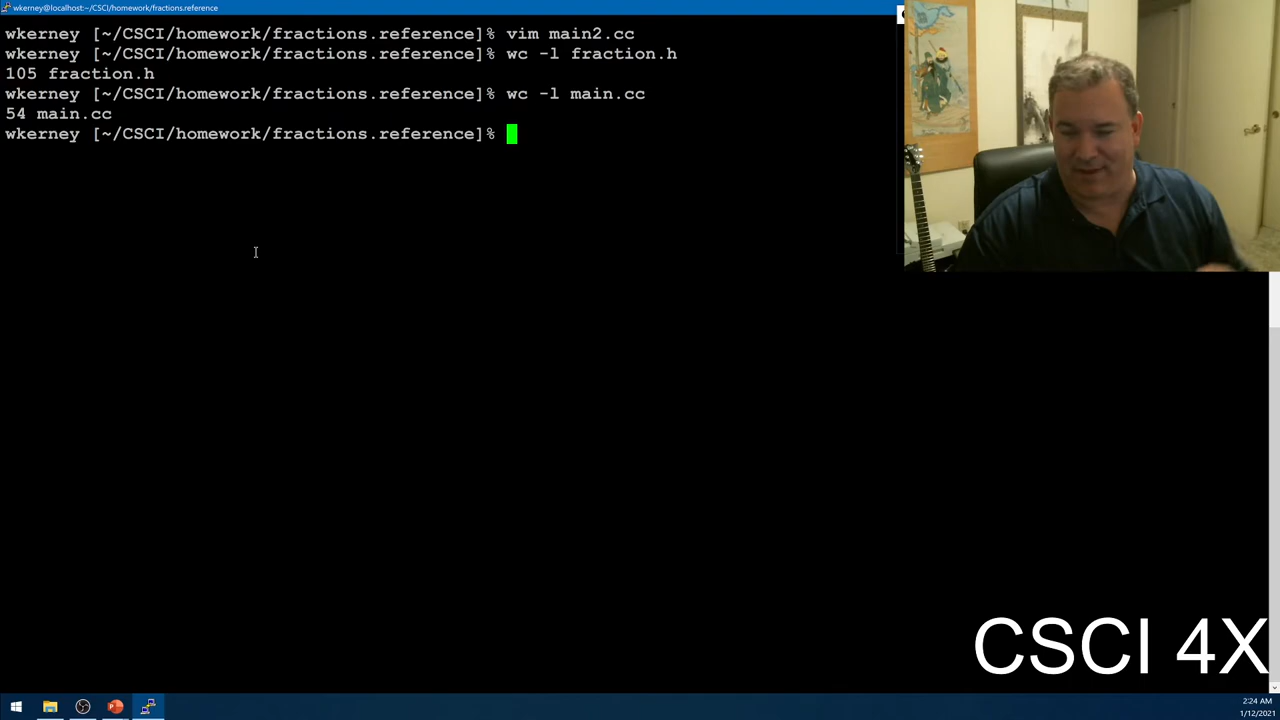 wkerney@localhost:~/CSCI/homework/fractions.reference
wkerney [~/CSCI/homework/fractions.reference]% vim main2.cc
wkerney [~/CSCI/homework/fractions.reference]% wc -l fraction.h
105 fraction.h
wkerney [~/CSCI/homework/fractions.reference]% wc -l main.cc
54 main.cc
wkerney [~/CSCI/homework/fractions.reference]%
CSCI 4X
2:24 AM
1/12/2021